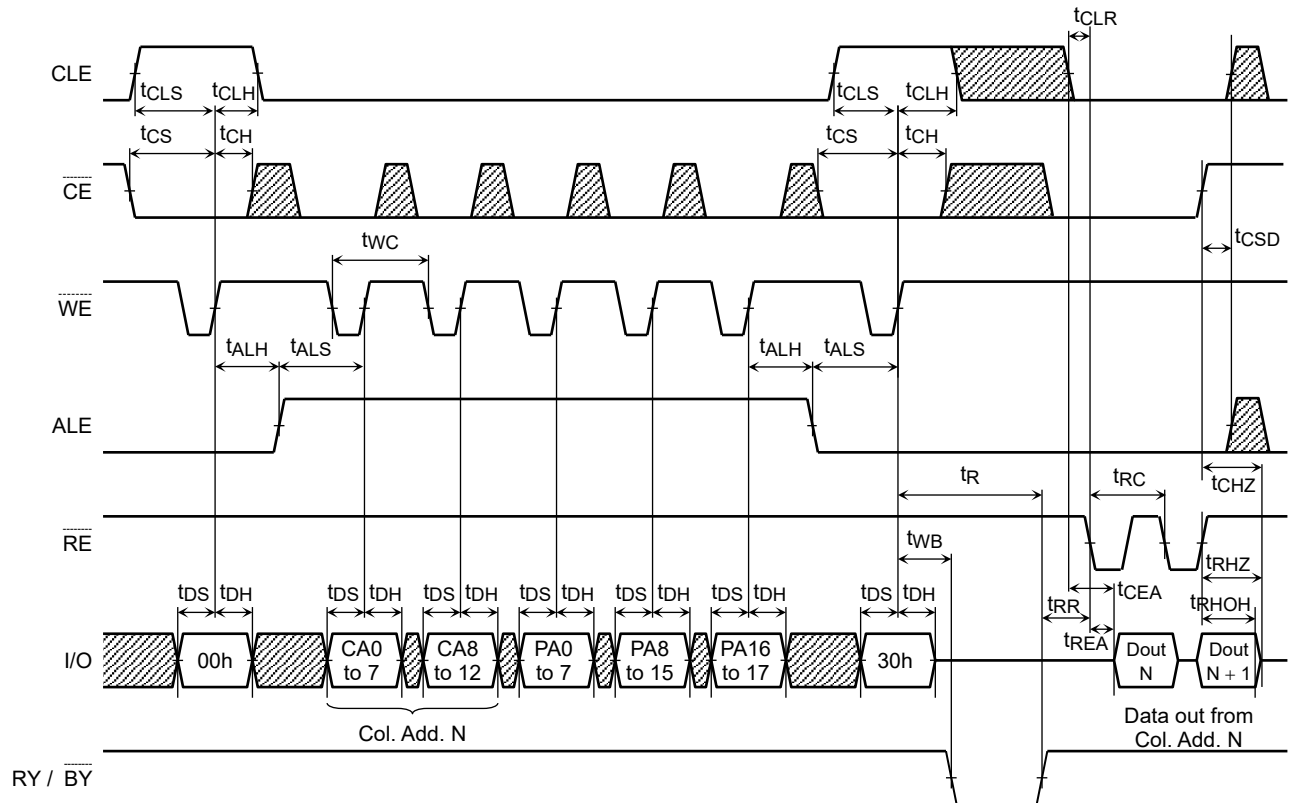 tCLR
CLE
tCLS tCLH tCLS tCLH
tCS tCH tCS tCH
CE
tCSD
tWC
WE
tALH tALS tALH tALS
ALE
tR tRC tCHZ
RE
tWB tRHZ
tDS tDH tDS tDH tDS tDH tDS tDH tDS tDH tDS tDH tDS tDH
tCEA
tRR tRHOH
tREA
I/O
00h
CA0
to 7
CA8
to 12
PA0
to 7
PA8
to 15
PA16
to 17
30h
Dout
N
Dout
N + 1
Col. Add. N
Data out from
Col. Add. N
RY / BY